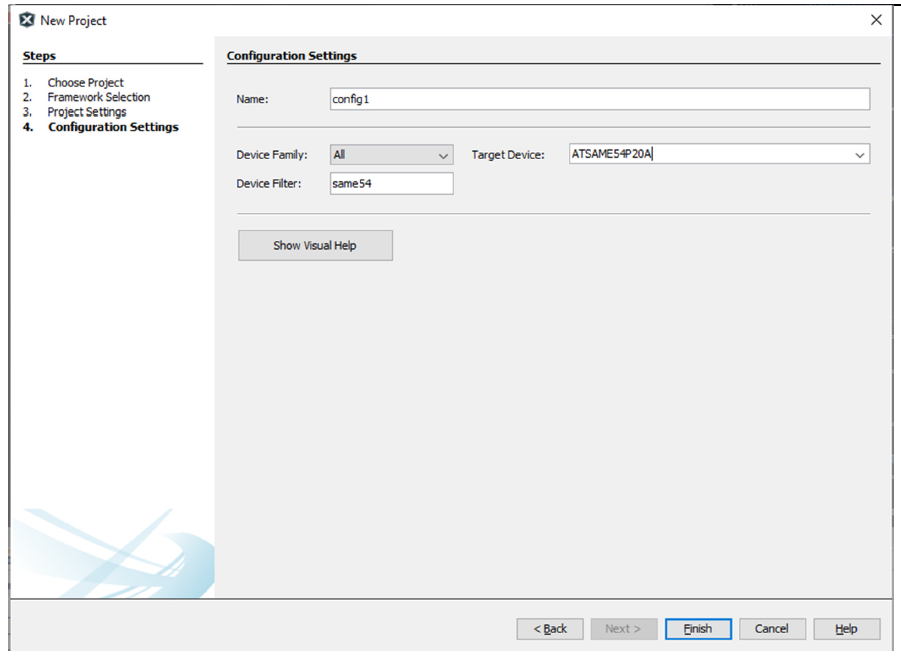 New Project
Steps
1. Choose Project
2. Framework Selection
3. Project Settings
4. Configuration Settings
Configuration Settings
Name: config1
Device Family: All Target Device: ATSAME54P20A
Device Filter: same54
Show Visual Help
< Back Next > Finish Cancel Help